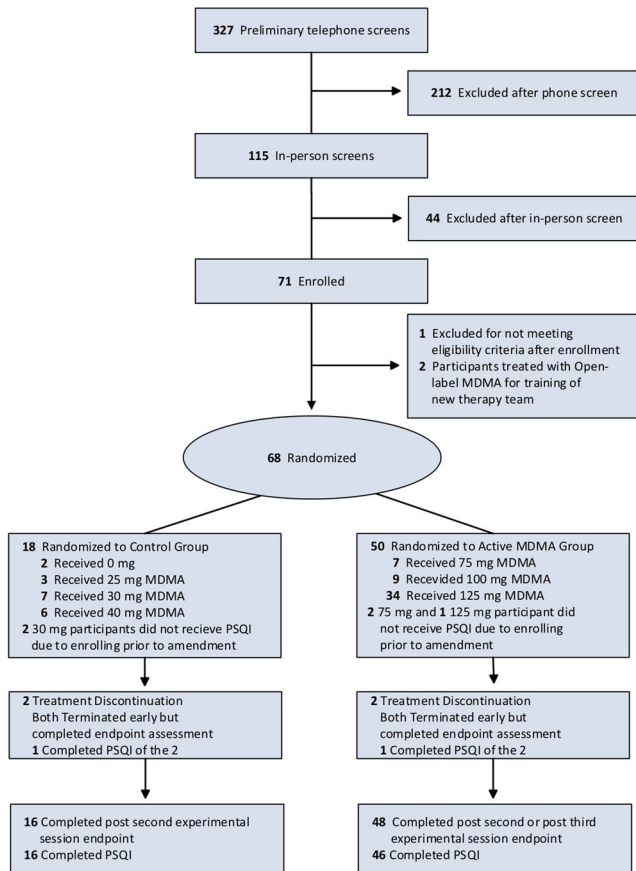 327 Preliminary telephone screens
212 Excluded after phone screen
115 In-person screens
44 Excluded after in-person screen
71 Enrolled
1 Excluded for not meeting
eligibility criteria after enrollment
2 Participants treated with Open-
label MDMA for training of
new therapy team
68 Randomized
18 Randomized to Control Group
2 Received 0 mg
3 Received 25 mg MDMA
7 Received 30 mg MDMA
6 Received 40 mg MDMA
2 30 mg participants did not recieve PSQI
due to enrolling prior to amendment
50 Randomized to Active MDMA Group
7 Received 75 mg MDMA
9 Recevided 100 mg MDMA
34 Received 125 mg MDMA
2 75 mg and 1 125 mg participant did
not receive PSQI due to enrolling
prior to amendment
2 Treatment Discontinuation
Both Terminated early but
completed endpoint assessment
1 Completed PSQI of the 2
2 Treatment Discontinuation
Both Terminated early but
completed endpoint assessment
1 Completed PSQI of the 2
16 Completed post second experimental
session endpoint
16 Completed PSQI
48 Completed post second or post third
experimental session endpoint
46 Completed PSQI